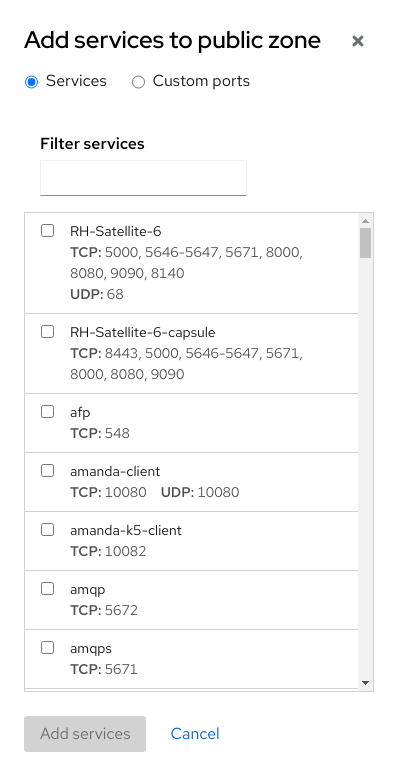 Add services to public zone
Services Custom ports
Filter services
RH-Satellite-6
TCP: 5000, 5646-5647, 5671, 8000,
8080, 9090, 8140
UDP: 68
RH-Satellite-6-capsule
TCP: 8443, 5000, 5646-5647, 5671,
8000, 8080, 9090
afp
TCP: 548
amanda-client
TCP: 10080 UDP: 10080
amanda-k5-client
TCP: 10082
amqp
TCP: 5672
amqps
TCP: 5671
Add services Cancel